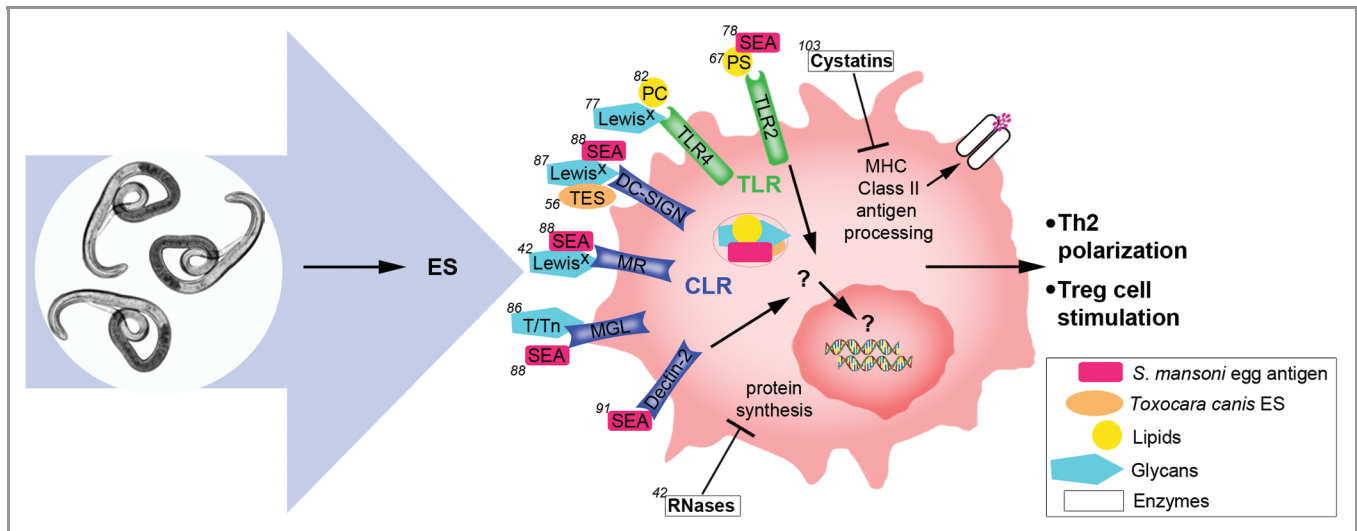 ES
78
SEA
67
PS
TLR2
82
PC
77
Lewis
x
TLR4
TLR
88
SEA
87
Lewis
x
DC-SIGN
TES
56
88
SEA
42
Lewis
x
MR
CLR
86
T/Tn
MGL
SEA
88
Dectin-2
91
SEA
103
Cystatins
MHC
Class II
antigen
processing
?
?
protein
synthesis
42
RNases
•Th2
polarization
•Treg cell
stimulation
S. mansoni egg antigen
Toxocara canis ES
Lipids
Glycans
Enzymes